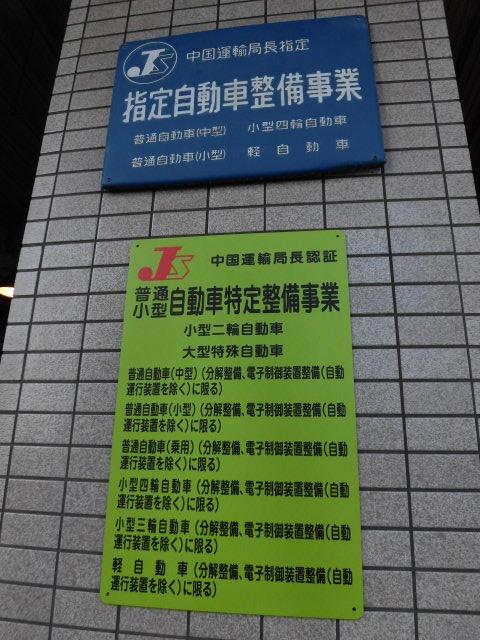 JS 中国運輸局長指定
指定自動車整備事業
普通自動車(中型) 小型四輪自動車
普通自動車(小型) 軽自動車
JS 中国運輸局長認証
普通小型自動車特定整備事業
小型二輪自動車
大型特殊自動車
普通自動車(中型)(分解整備、電子制御装置整備(自動
運行装置を除く)に限る)
普通自動車(小型)(分解整備、電子制御装置整備(自動
運行装置を除く)に限る)
普通自動車(乗用)(分解整備、電子制御装置整備(自動
運行装置を除く)に限る)
小型四輪自動車(分解整備、電子制御装置整備(自動
運行装置を除く)に限る)
小型三輪自動車(分解整備、電子制御装置整備(自動
運行装置を除く)に限る)
軽自動車(分解整備、電子制御装置整備(自動
運行装置を除く)に限る)